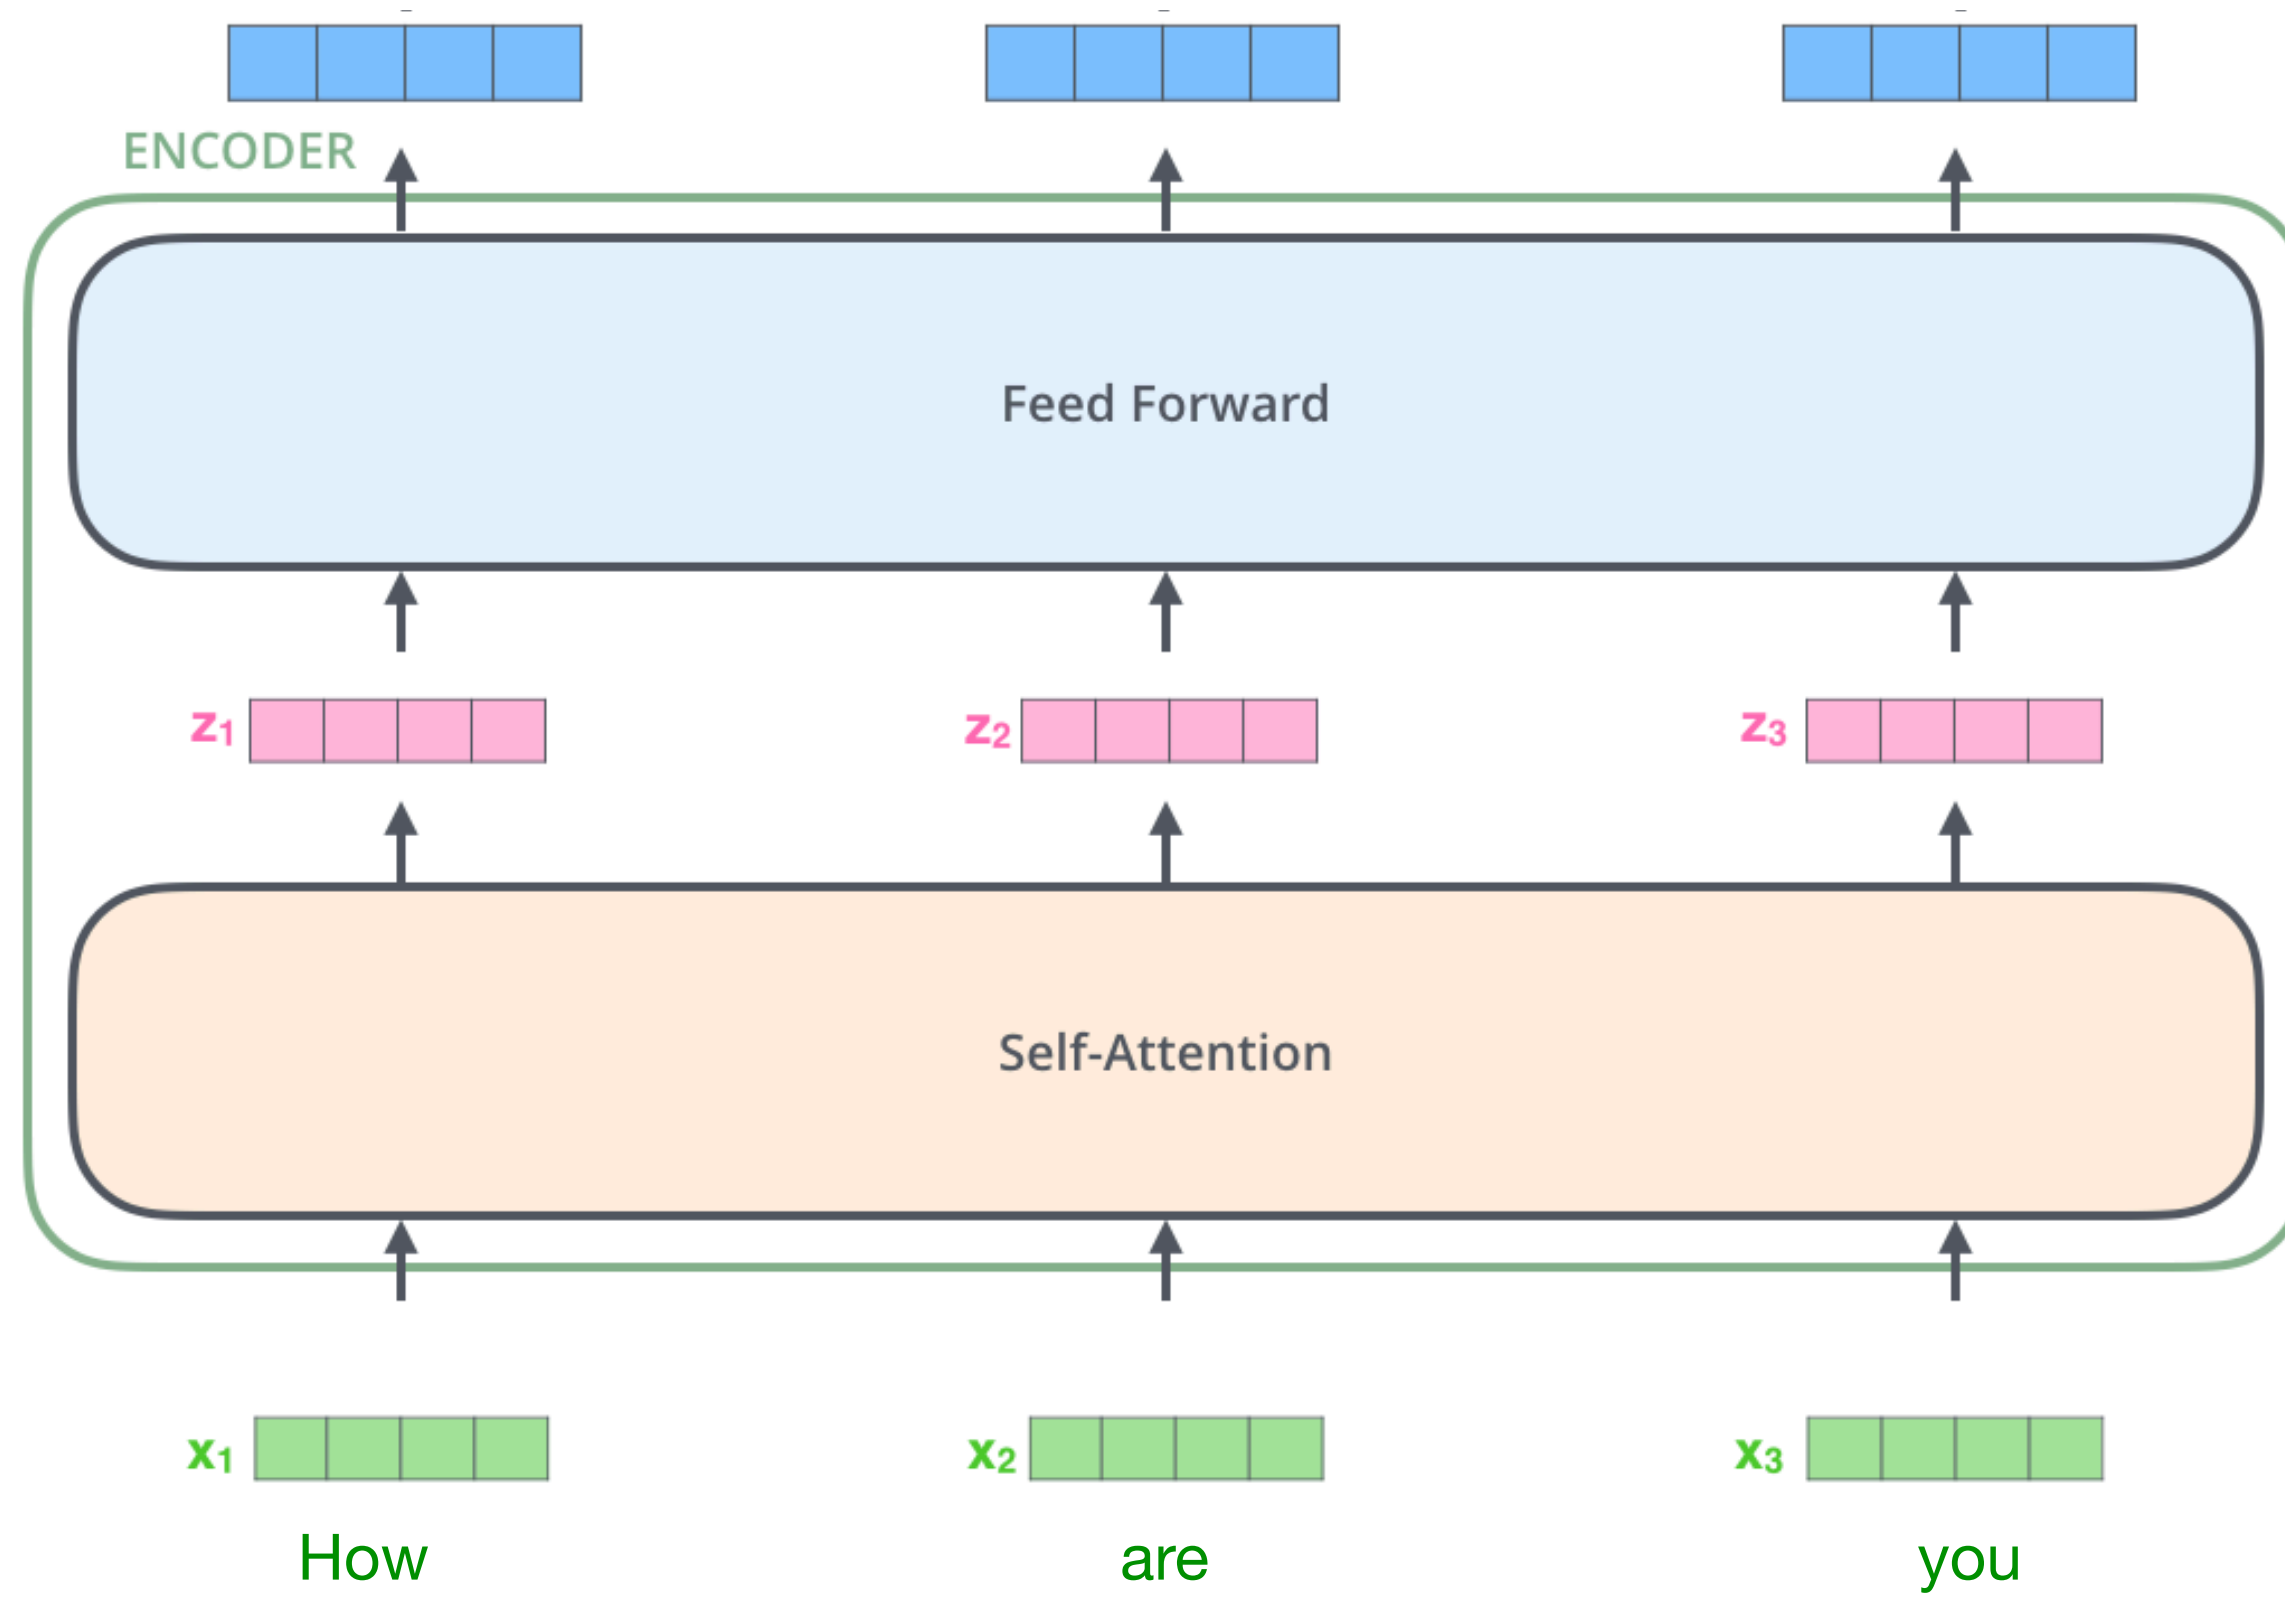 ENCODER
Feed Forward
z₁ z₂ z₃
Self-Attention
x₁ x₂ x₃
How are you